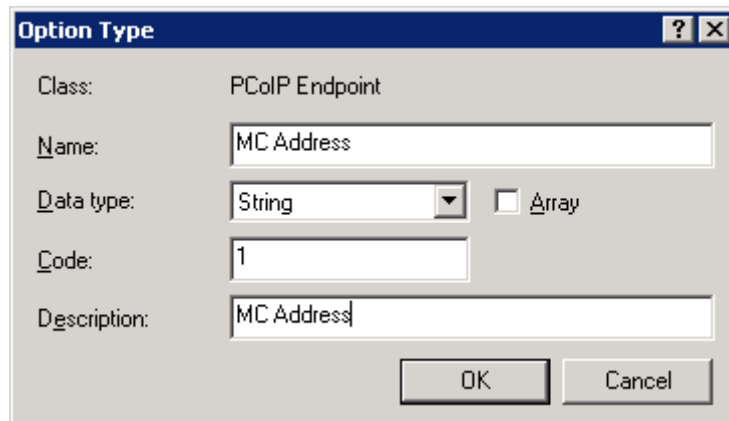 Option Type
Class: PCoIP Endpoint
Name: MC Address
Data type: String Array
Code: 1
Description: MC Address
OK Cancel